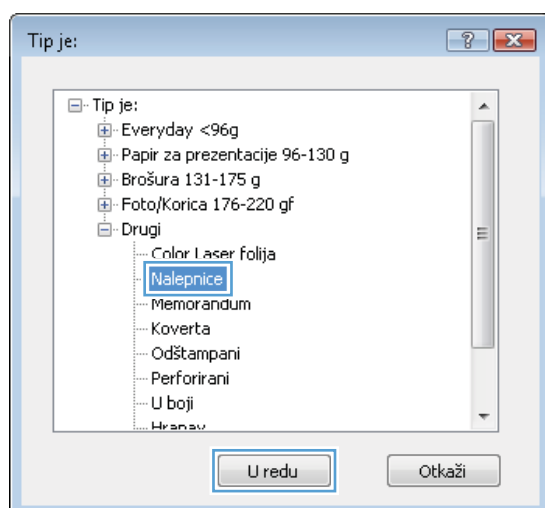 Tip je:
Tip je:
Everyday <96g
Papir za prezentacije 96-130 g
Brošura 131-175 g
Foto/Korica 176-220 gf
Drugi
Color Laser folija
Nalepnice
Memorandum
Koverta
Odštampani
Perforirani
U boji
Hrapav
U redu Otkaži